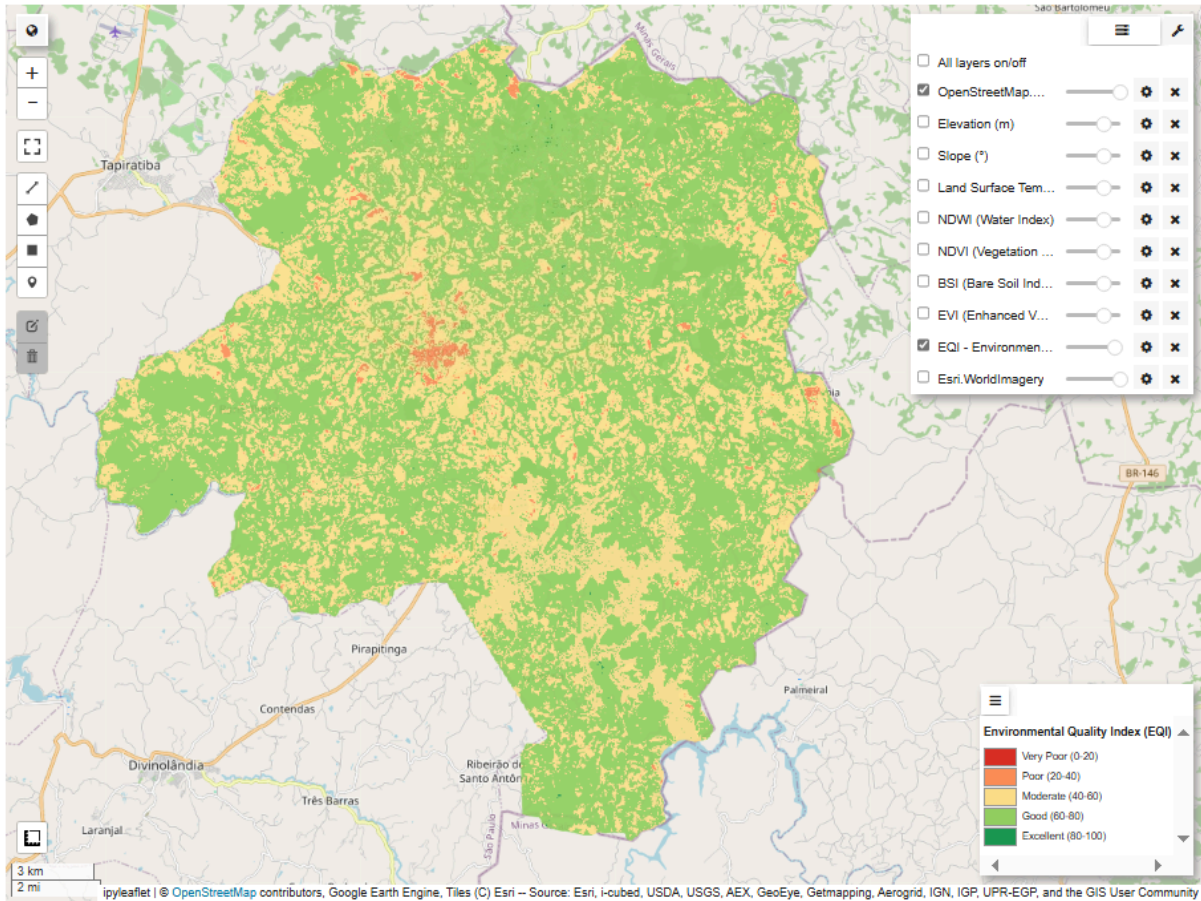 São Bartolomeu
Minas Gerais
Tapiratiba
+
−
All layers on/off
OpenStreetMap....
Elevation (m)
Slope (°)
Land Surface Tem...
NDWI (Water Index)
NDVI (Vegetation ...
BSI (Bare Soil Ind...
EVI (Enhanced V...
EQI - Environmen...
Esri.WorldImagery
bia
BR-146
Pirapitinga
Palmeiral
Contendas
Divinolândia
Ribeirão de
Santo Antôn
Três Barras
Laranjal
São Paulo
Minas G
Environmental Quality Index (EQI)
Very Poor (0-20)
Poor (20-40)
Moderate (40-60)
Good (60-80)
Excellent (80-100)
3 km
2 mi
ipyleaflet | © OpenStreetMap contributors, Google Earth Engine, Tiles (C) Esri -- Source: Esri, i-cubed, USDA, USGS, AEX, GeoEye, Getmapping, Aerogrid, IGN, IGP, UPR-EGP, and the GIS User Community